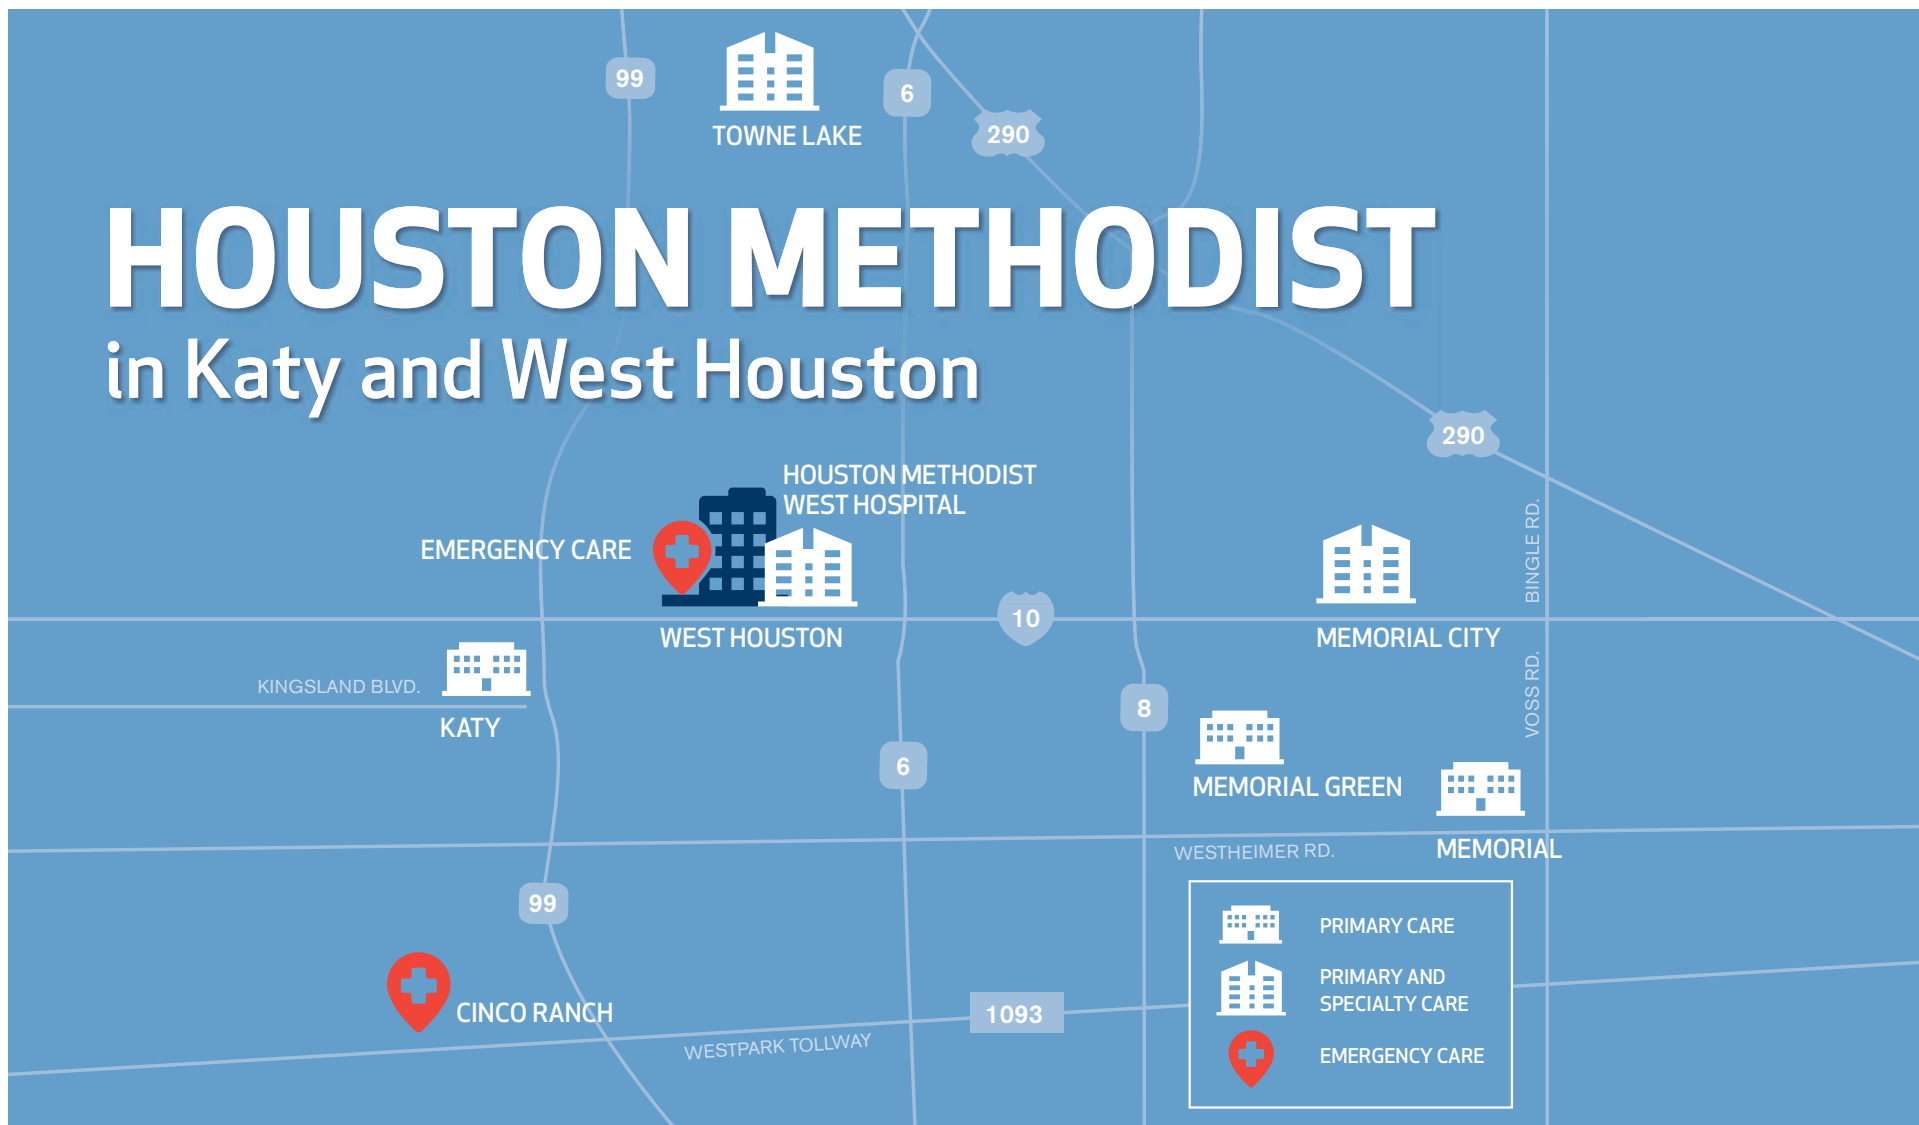 99
TOWNE LAKE
6
290
HOUSTON METHODIST
in Katy and West Houston
290
HOUSTON METHODIST
WEST HOSPITAL
EMERGENCY CARE
BINGLE RD.
10
WEST HOUSTON
MEMORIAL CITY
KINGSLAND BLVD.
KATY
VOSS RD.
8
6
MEMORIAL GREEN
MEMORIAL
WESTHEIMER RD.
99
CINCO RANCH
1093
WESTPARK TOLLWAY
PRIMARY CARE
PRIMARY AND
SPECIALTY CARE
EMERGENCY CARE